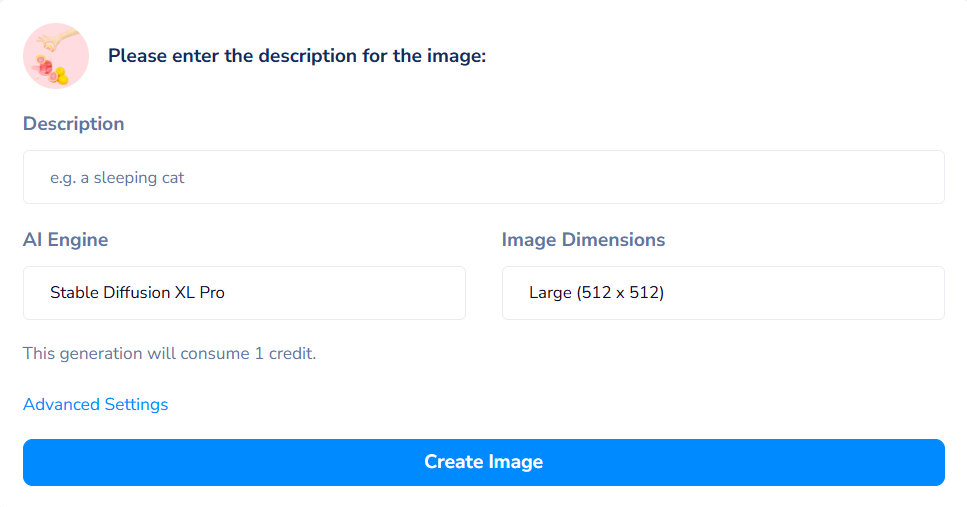 Please enter the description for the image:
Description
e.g. a sleeping cat
AI Engine
Image Dimensions
Stable Diffusion XL Pro
Large (512 x 512)
This generation will consume 1 credit.
Advanced Settings
Create Image